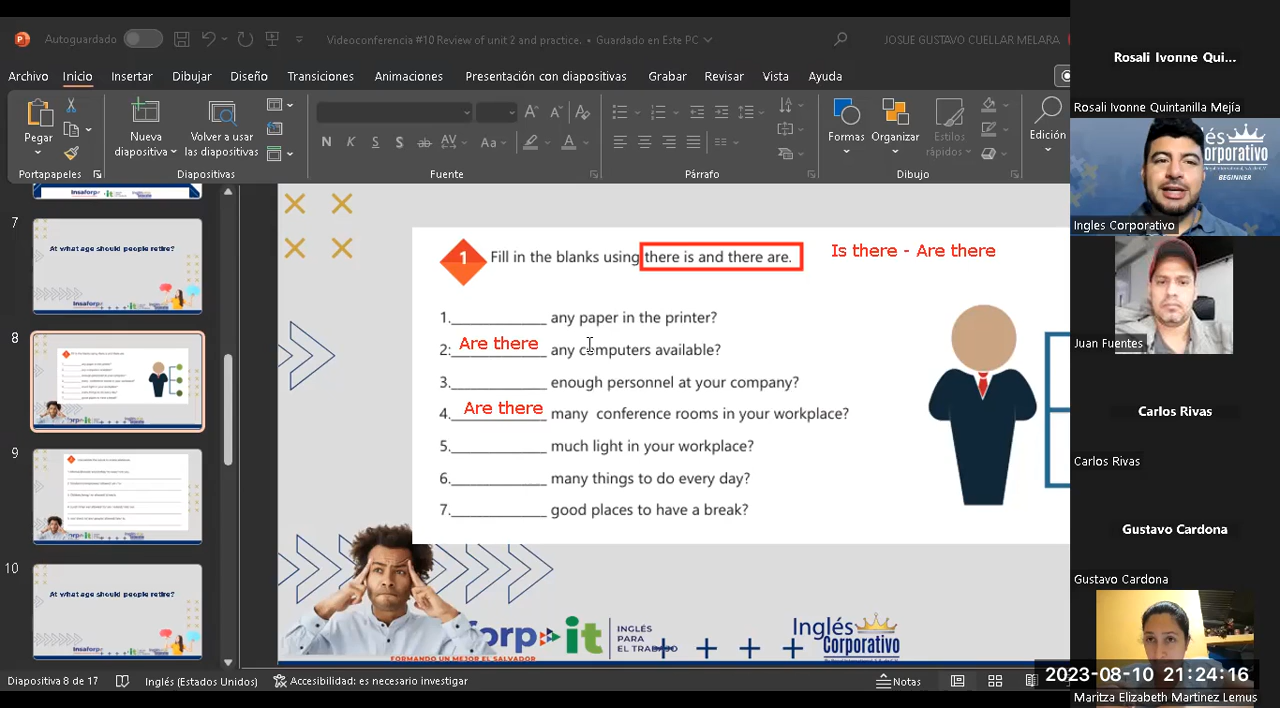 Autoguardado
Videoconferencia #10 Review of unit 2 and practice. • Guardado en Este PC
JOSUE GUSTAVO CUELLAR MELARA
Archivo Inicio Insertar Dibujar Diseño Transiciones Animaciones Presentación con diapositivas Grabar Revisar Vista Ayuda
Pegar
Nueva diapositiva
Volver a usar las diapositivas
Formas
Organizar
Estilos rápidos
Edición
Portapapeles
Diapositivas
Fuente
Párrafo
Dibujo
7
At what age should people retire?
8
9
10
At what age should people retire?
1
Fill in the blanks using there is and there are.
Is there - Are there
1.______________ any paper in the printer?
2. Are there any computers available?
3.______________ enough personnel at your company?
4. Are there many conference rooms in your workplace?
5.______________ much light in your workplace?
6.______________ many things to do every day?
7.______________ good places to have a break?
forp it
INGLÉS
PARA
EL TRABAJO
FORMANDO UN MEJOR EL SALVADOR
Inglés
Corporativo
Diapositiva 8 de 17
Inglés (Estados Unidos)
Accesibilidad: es necesario investigar
Notas
Rosali Ivonne Qui...
Rosali Ivonne Quintanilla Mejía
glés
orporativo
BEGINNER
Ingles Corporativo
Juan Fuentes
Carlos Rivas
Carlos Rivas
Gustavo Cardona
Gustavo Cardona
2023-08-10 21:24:16
Maritza Elizabeth Martinez Lemus